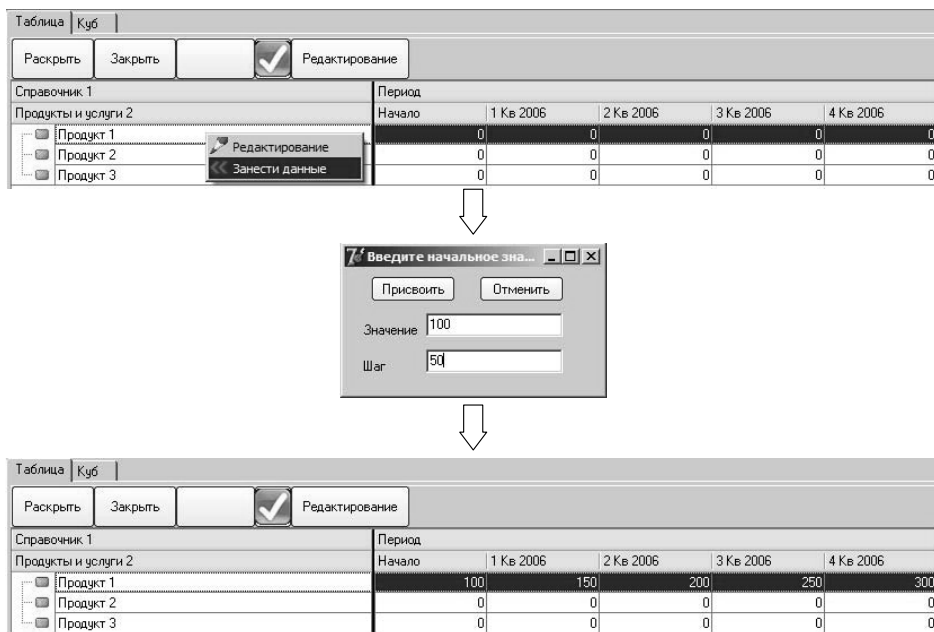 Таблица Куб
Раскрыть Закрыть Редактирование
Справочник 1 Период
Продукты и услуги 2 Начало 1 Кв 2006 2 Кв 2006 3 Кв 2006 4 Кв 2006
Продукт 1 0 0 0 0 0
Продукт 2 0 0 0 0 0
Продукт 3 0 0 0 0 0
Редактирование
Занести данные
Введите начальное зна...
Присвоить Отменить
Значение 100
Шаг 50
Таблица Куб
Раскрыть Закрыть Редактирование
Справочник 1 Период
Продукты и услуги 2 Начало 1 Кв 2006 2 Кв 2006 3 Кв 2006 4 Кв 2006
Продукт 1 100 150 200 250 300
Продукт 2 0 0 0 0 0
Продукт 3 0 0 0 0 0